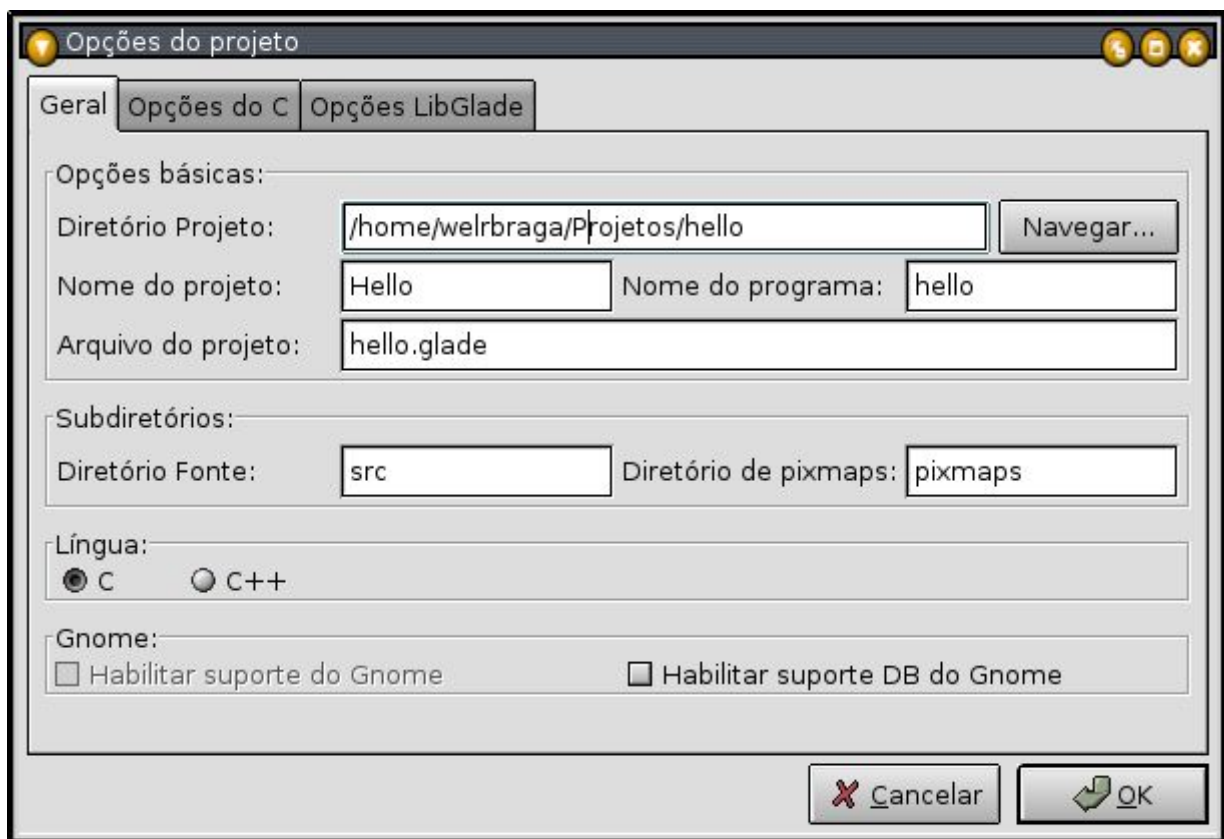 Opções do projeto
Geral Opções do C Opções LibGlade
Opções básicas:
Diretório Projeto: /home/welrbraga/Projetos/hello Navegar...
Nome do projeto: Hello Nome do programa: hello
Arquivo do projeto: hello.glade
Subdiretórios:
Diretório Fonte: src Diretório de pixmaps: pixmaps
Língua:
C C++
Gnome:
Habilitar suporte do Gnome Habilitar suporte DB do Gnome
Cancelar OK